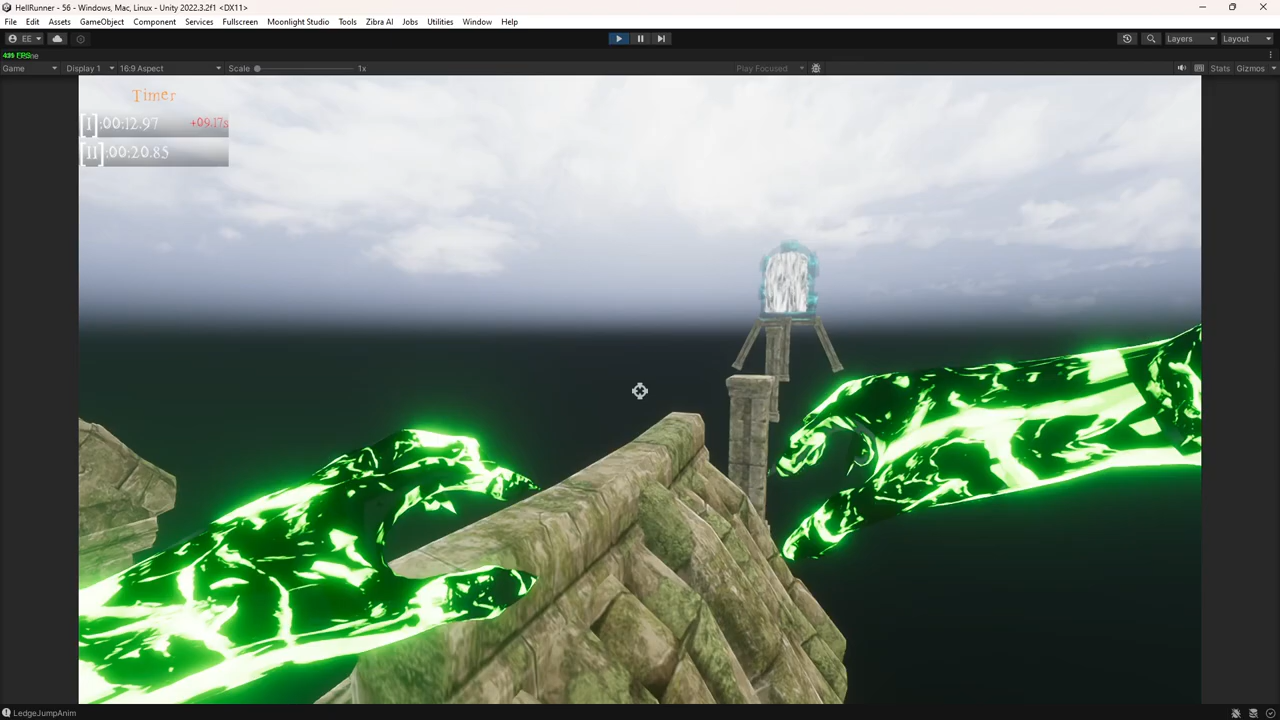 HellRunner - 56 - Windows, Mac, Linux - Unity 2022.3.2f1 <DX11>
File Edit Assets GameObject Component Services Fullscreen Moonlight Studio Tools Zibra AI Jobs Utilities Window Help
EE Layers Layout
Game Display 1 16:9 Aspect Scale 1x Play Focused Stats Gizmos
Timer
[I]:00:12.97 +09.17s
[II]:00:20.85
LedgeJumpAnim